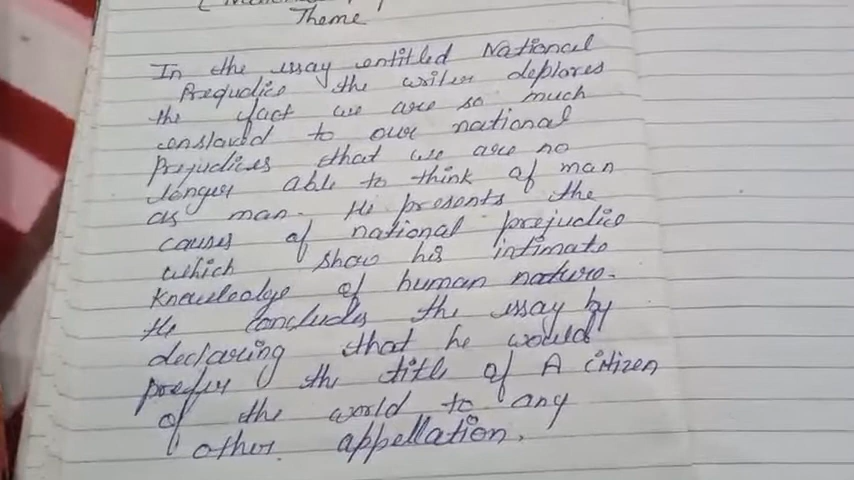 Theme
In the essay entitled National
Prequdice the writer deplores
the fact we are so much
enslaved to our national
Prejudices that we are no
longer able to think of man
as man. He presents the
causes of national prejudice
which show his intimate
knowledge of human nature.
He concludes the essay by
declaring that he would
prefer the title of A citizen
of the world to any
other appellation.